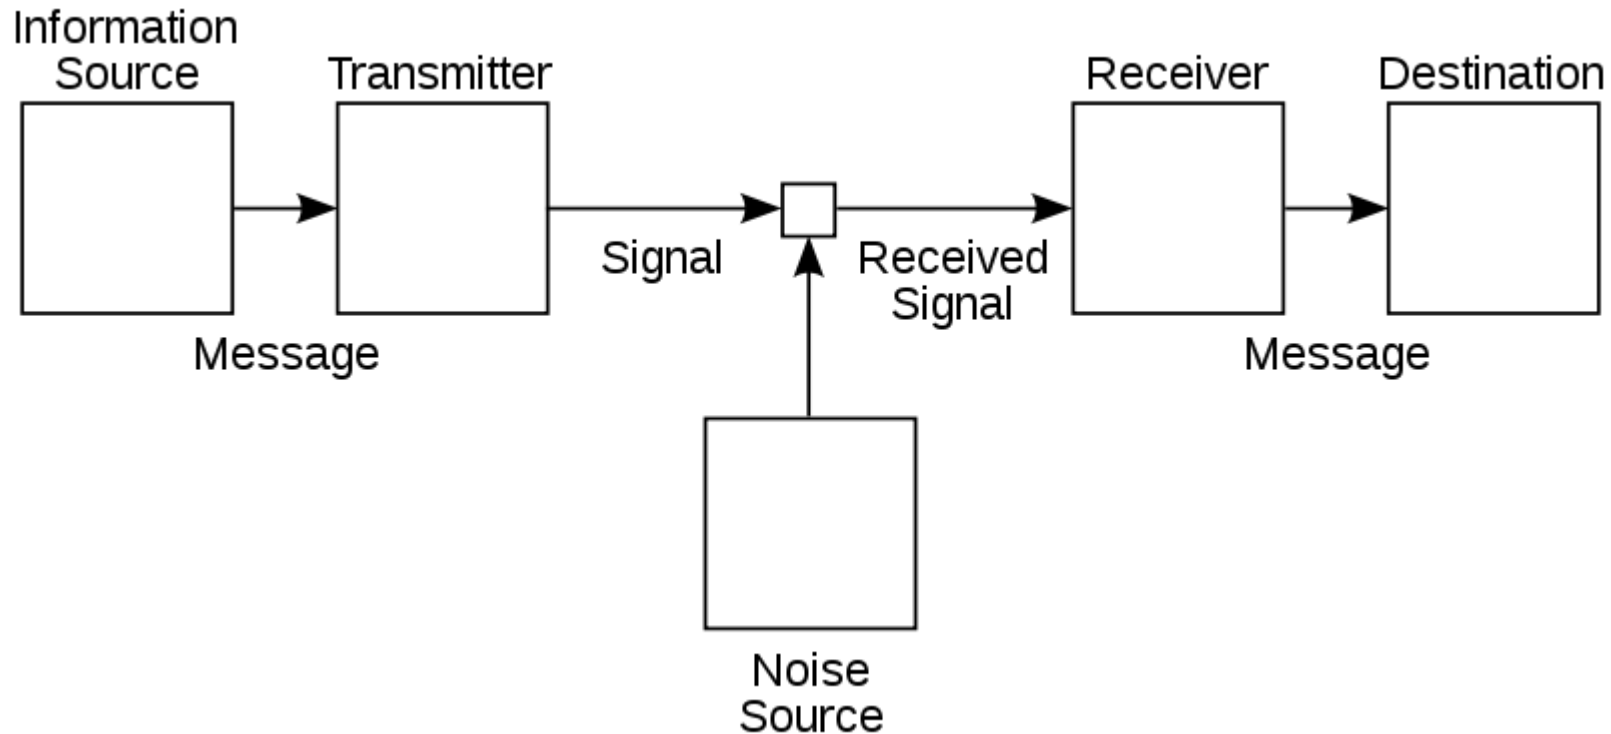 Information
Source
Transmitter
Receiver
Destination
Signal
Received
Signal
Message
Message
Noise
Source